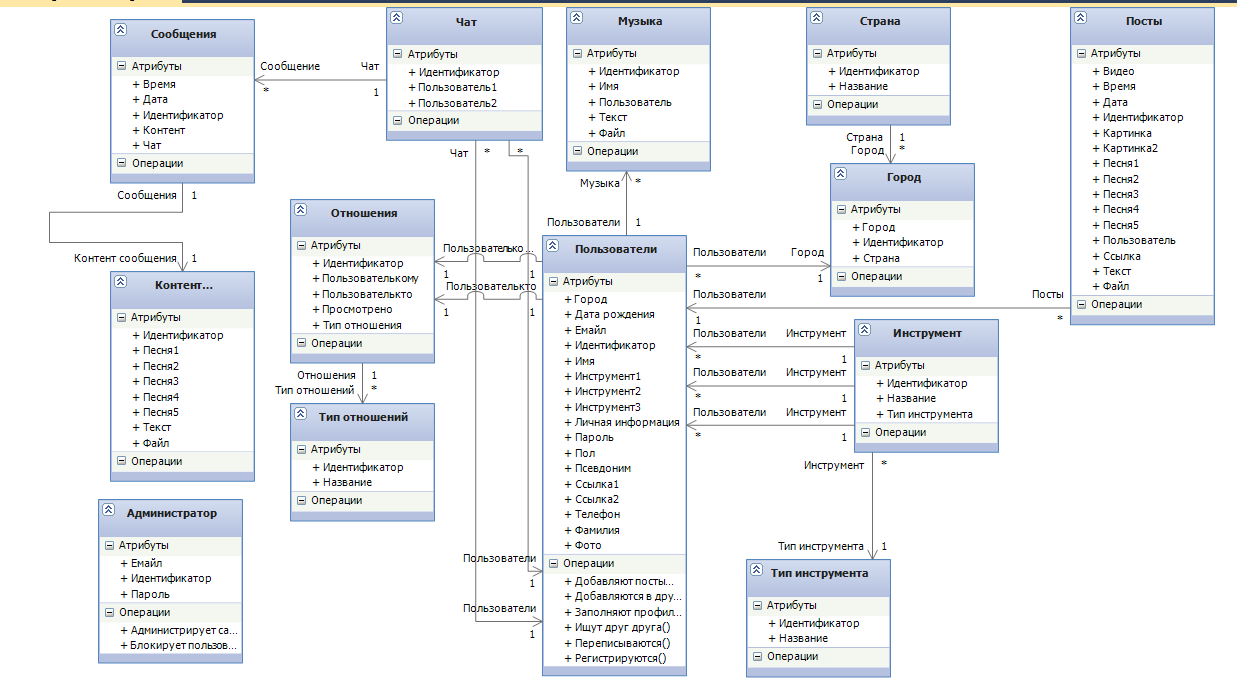 Сообщения
Атрибуты
+ Время
+ Дата
+ Идентификатор
+ Контент
+ Чат
Операции
Сообщение
Чат
*
1
Чат
Атрибуты
+ Идентификатор
+ Пользователь1
+ Пользователь2
Операции
Музыка
Атрибуты
+ Идентификатор
+ Имя
+ Пользователь
+ Текст
+ Файл
Операции
Страна
Атрибуты
+ Идентификатор
+ Название
Операции
Посты
Атрибуты
+ Видео
+ Время
+ Дата
+ Идентификатор
+ Картинка
+ Картинка2
+ Песня1
+ Песня2
+ Песня3
+ Песня4
+ Песня5
+ Пользователь
+ Ссылка
+ Текст
+ Файл
Операции
Страна 1
Город *
Город
Атрибуты
+ Город
+ Идентификатор
+ Страна
Операции
Чат * *
Музыка *
Пользователи 1
Сообщения 1
Контент сообщения 1
Контент...
Атрибуты
+ Идентификатор
+ Песня1
+ Песня2
+ Песня3
+ Песня4
+ Песня5
+ Текст
+ Файл
Операции
Отношения
Атрибуты
+ Идентификатор
+ Пользователькому
+ Пользователькто
+ Просмотрено
+ Тип отношения
Операции
1 1
Пользователькто
1 1
Отношения 1
Тип отношений *
Тип отношений
Атрибуты
+ Идентификатор
+ Название
Операции
Пользователи
Атрибуты
+ Город
+ Дата рождения
+ Емайл
+ Идентификатор
+ Имя
+ Инструмент1
+ Инструмент2
+ Инструмент3
+ Личная информация
+ Пароль
+ Пол
+ Псевдоним
+ Ссылка1
+ Ссылка2
+ Телефон
+ Фамилия
+ Фото
Операции
+ Добавляют посты...
+ Добавляются в дру...
+ Заполняют профил...
+ Ищут друг друга()
+ Переписываются()
+ Регистрируются()
Пользователи Город
* 1
Пользователи Посты
1 *
Пользователи Инструмент
* 1
Пользователи Инструмент
* 1
Пользователи Инструмент
* 1
Инструмент
Атрибуты
+ Идентификатор
+ Название
+ Тип инструмента
Операции
Инструмент *
Тип инструмента 1
Тип инструмента
Атрибуты
+ Идентификатор
+ Название
Операции
Пользователи
1
Пользователи
1
Администратор
Атрибуты
+ Емайл
+ Идентификатор
+ Пароль
Операции
+ Администрирует са...
+ Блокирует пользов...